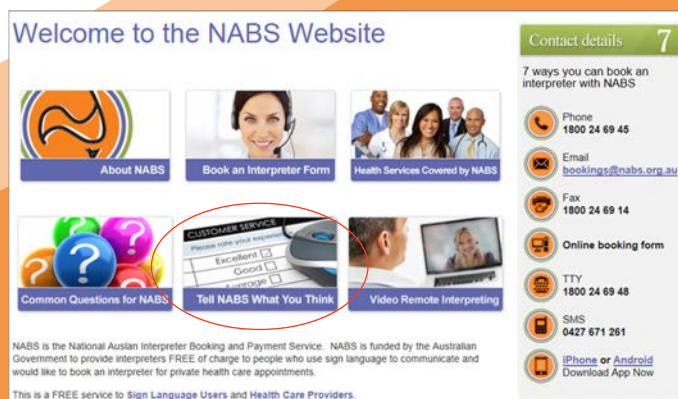 Welcome to the NABS Website
About NABS
Book an Interpreter Form
Health Services Covered by NABS
CUSTOMER SERVICE
Please rate your
Excellent
Good
Average
Common Questions for NABS
Tell NABS What You Think
Video Remote Interpreting
NABS is the National Auslan Interpreter Booking and Payment Service. NABS is funded by the Australian
Government to provide interpreters FREE of charge to people who use sign language to communicate and
would like to book an interpreter for private health care appointments.
This is a FREE service to Sign Language Users and Health Care Providers.
Contact details 7
7 ways you can book an
interpreter with NABS
Phone
1800 24 69 45
Email
bookings@nabs.org.au
Fax
1800 24 69 14
Online booking form
TTY
1800 24 69 48
SMS
0427 671 261
iPhone or Android
Download App Now